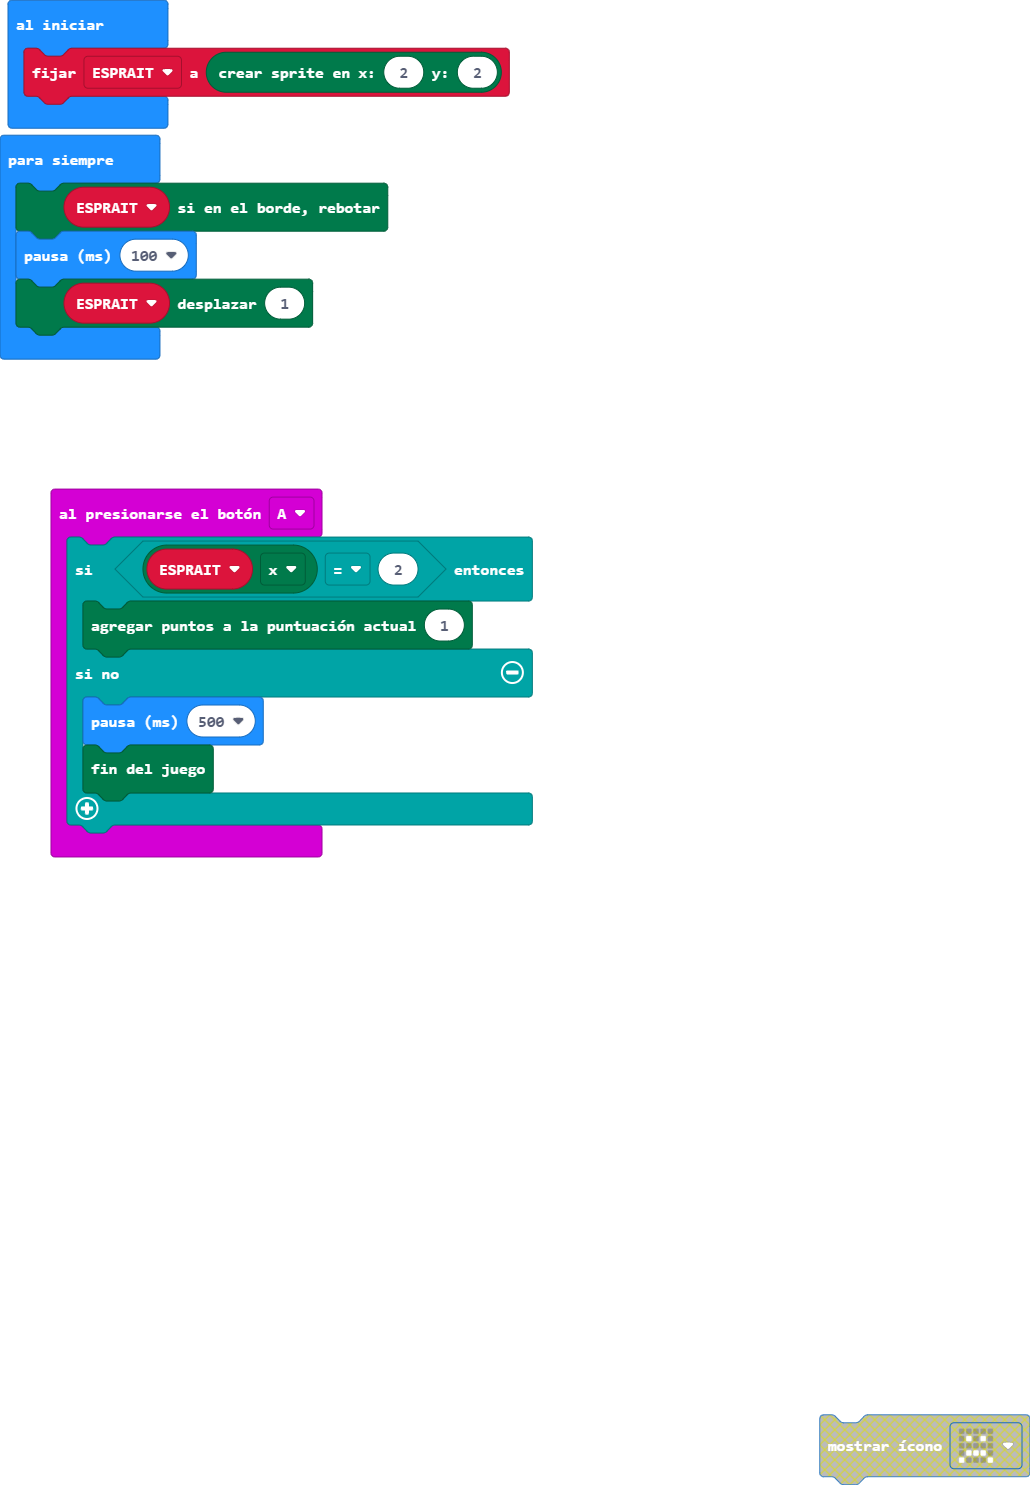 al iniciar
fijar ESPRAIT a crear sprite en x: 2 y: 2
para siempre
ESPRAIT si en el borde, rebotar
pausa (ms) 100
ESPRAIT desplazar 1
al presionarse el botón A
si ESPRAIT x = 2 entonces
agregar puntos a la puntuación actual 1
si no
pausa (ms) 500
fin del juego
mostrar ícono